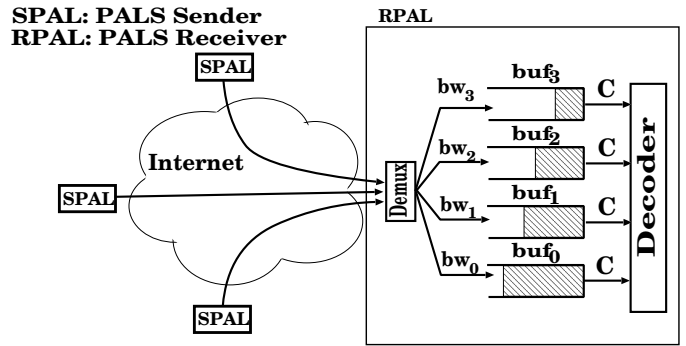 SPAL: PALS Sender
RPAL: PALS Receiver
RPAL
SPAL
Internet
SPAL
SPAL
Demux
bw3
buf3
C
bw2
buf2
C
bw1
buf1
C
bw0
buf0
C
Decoder